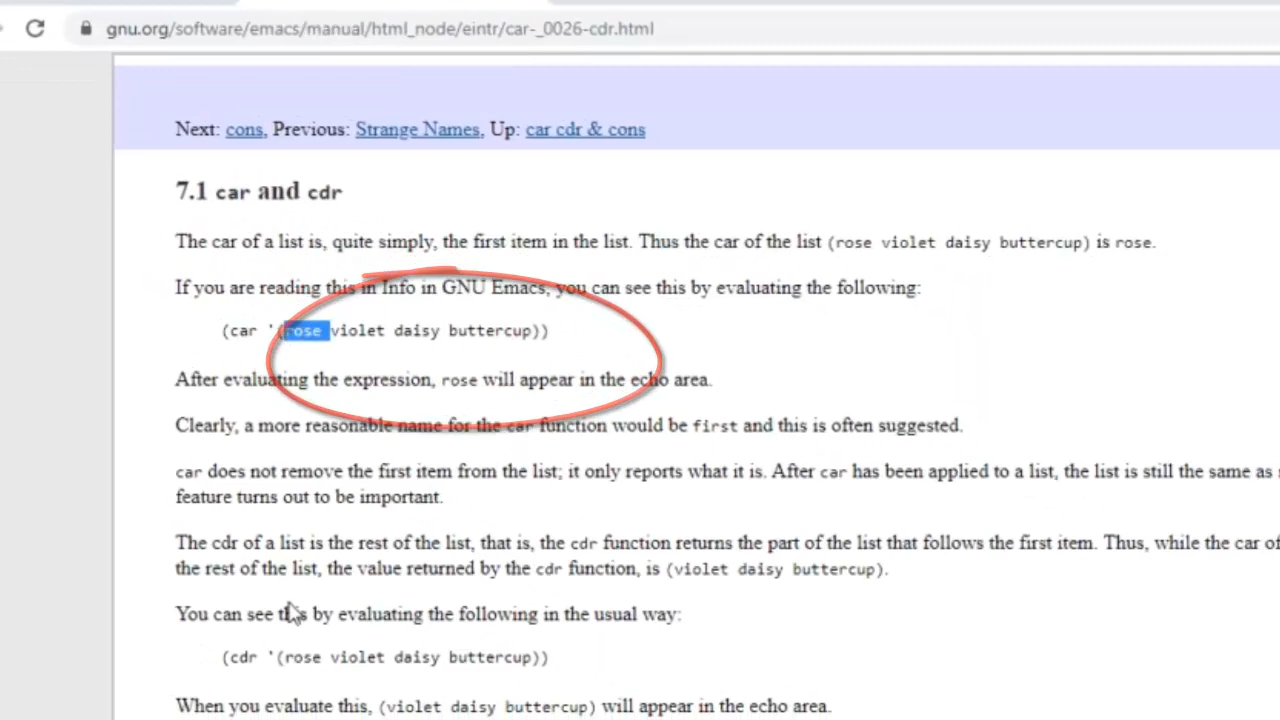 gnu.org/software/emacs/manual/html_node/eintr/car-_0026-cdr.html
Next: cons, Previous: Strange Names, Up: car cdr & cons
7.1 car and cdr
The car of a list is, quite simply, the first item in the list. Thus the car of the list (rose violet daisy buttercup) is rose.
If you are reading this in Info in GNU Emacs, you can see this by evaluating the following:
(car '(rose violet daisy buttercup))
After evaluating the expression, rose will appear in the echo area.
Clearly, a more reasonable name for the car function would be first and this is often suggested.
car does not remove the first item from the list; it only reports what it is. After car has been applied to a list, the list is still the same as
feature turns out to be important.
The cdr of a list is the rest of the list, that is, the cdr function returns the part of the list that follows the first item. Thus, while the car of
the rest of the list, the value returned by the cdr function, is (violet daisy buttercup).
You can see this by evaluating the following in the usual way:
(cdr '(rose violet daisy buttercup))
When you evaluate this, (violet daisy buttercup) will appear in the echo area.